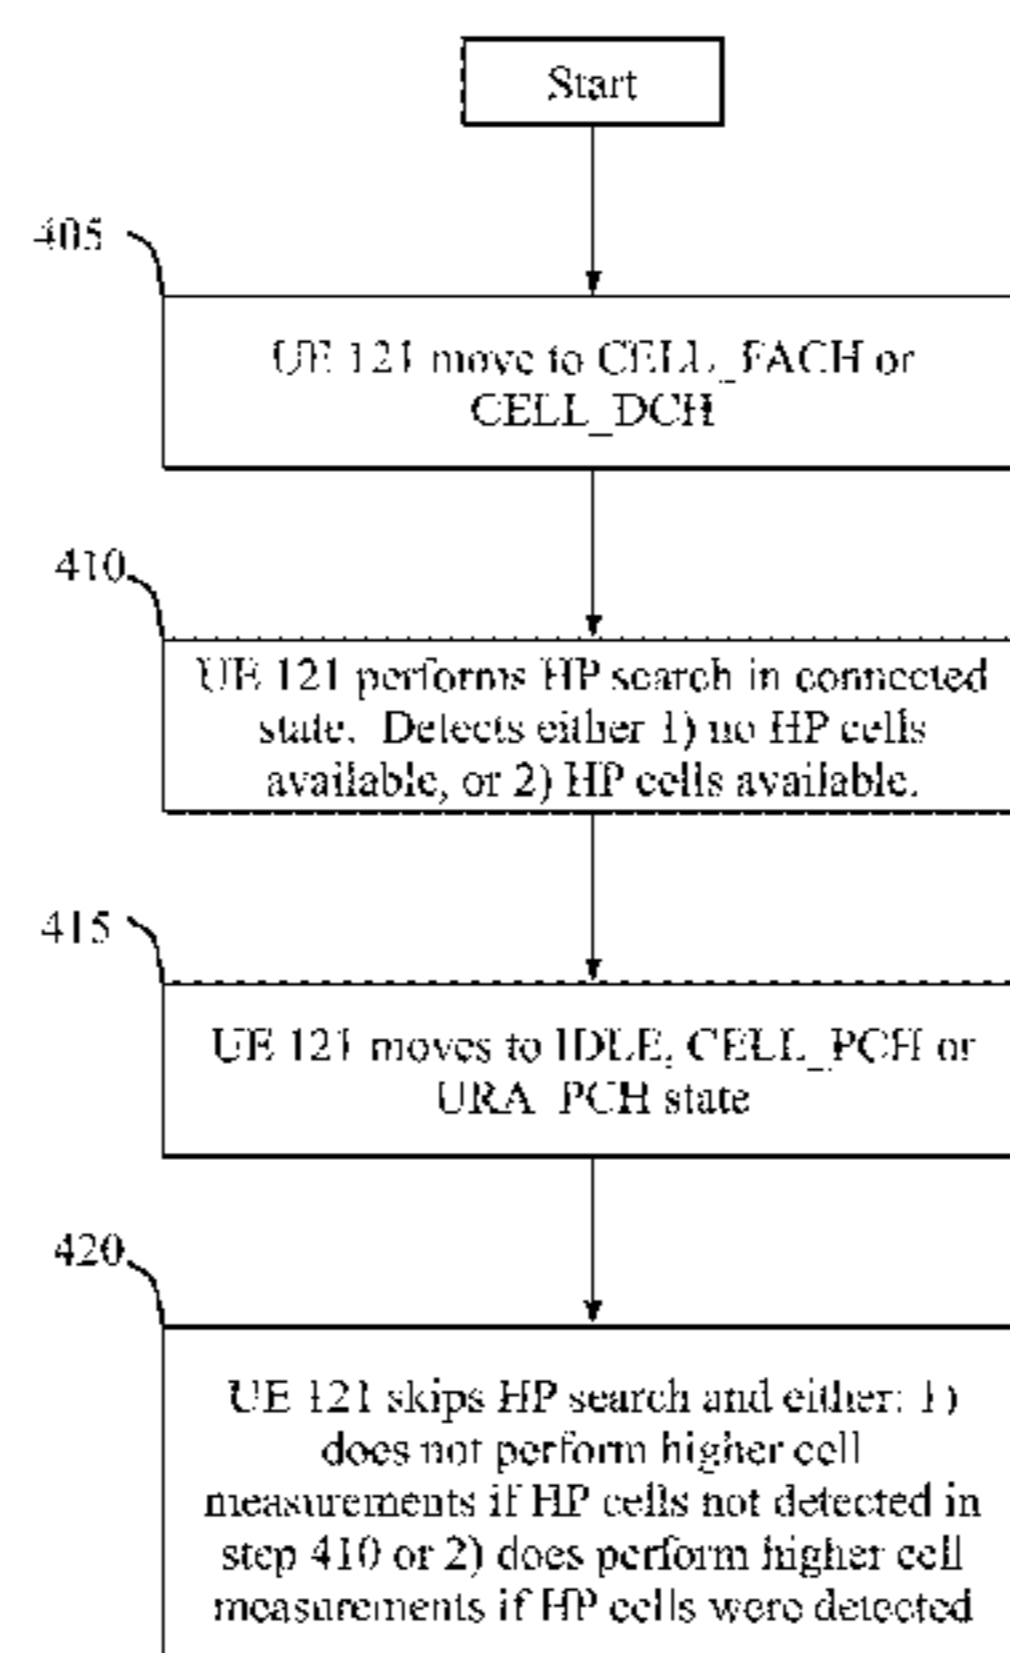 Start
405
UE 121 move to CELL_FACH or
CELL_DCH
410
UE 121 performs HP search in connected
state. Detects either 1) no HP cells
available, or 2) HP cells available.
415
UE 121 moves to IDLE, CELL_PCH or
URA_PCH state
420
UE 121 skips HP search and either: 1)
does not perform higher cell
measurements if HP cells not detected in
step 410 or 2) does perform higher cell
measurements if HP cells were detected